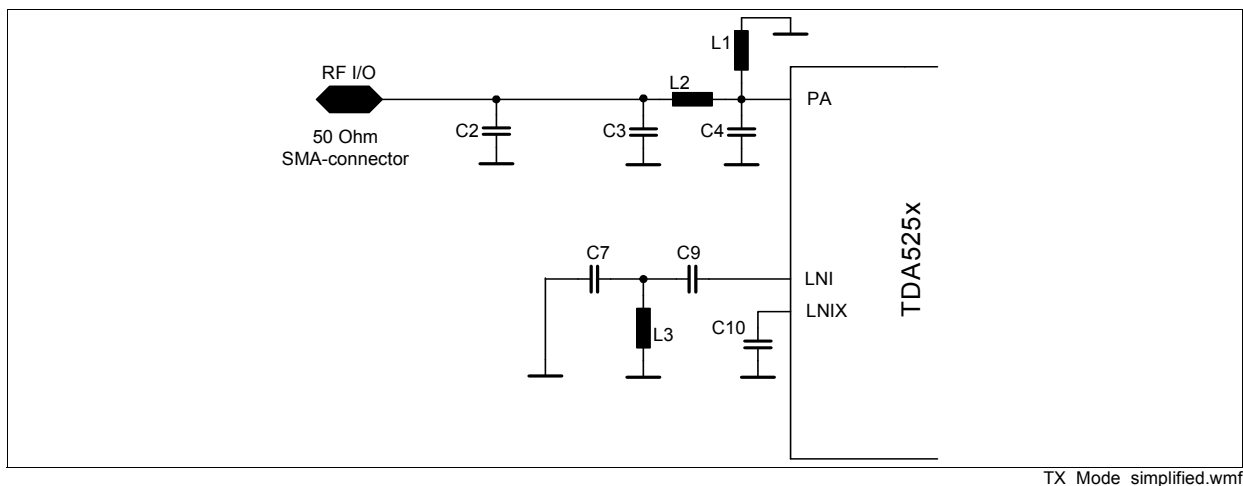 L1
RF I/O
L2
PA
C2
C3
C4
50 Ohm
SMA-connector
TDA525x
C7
C9
LNI
LNIX
C10
L3
TX_Mode_simplified.wmf